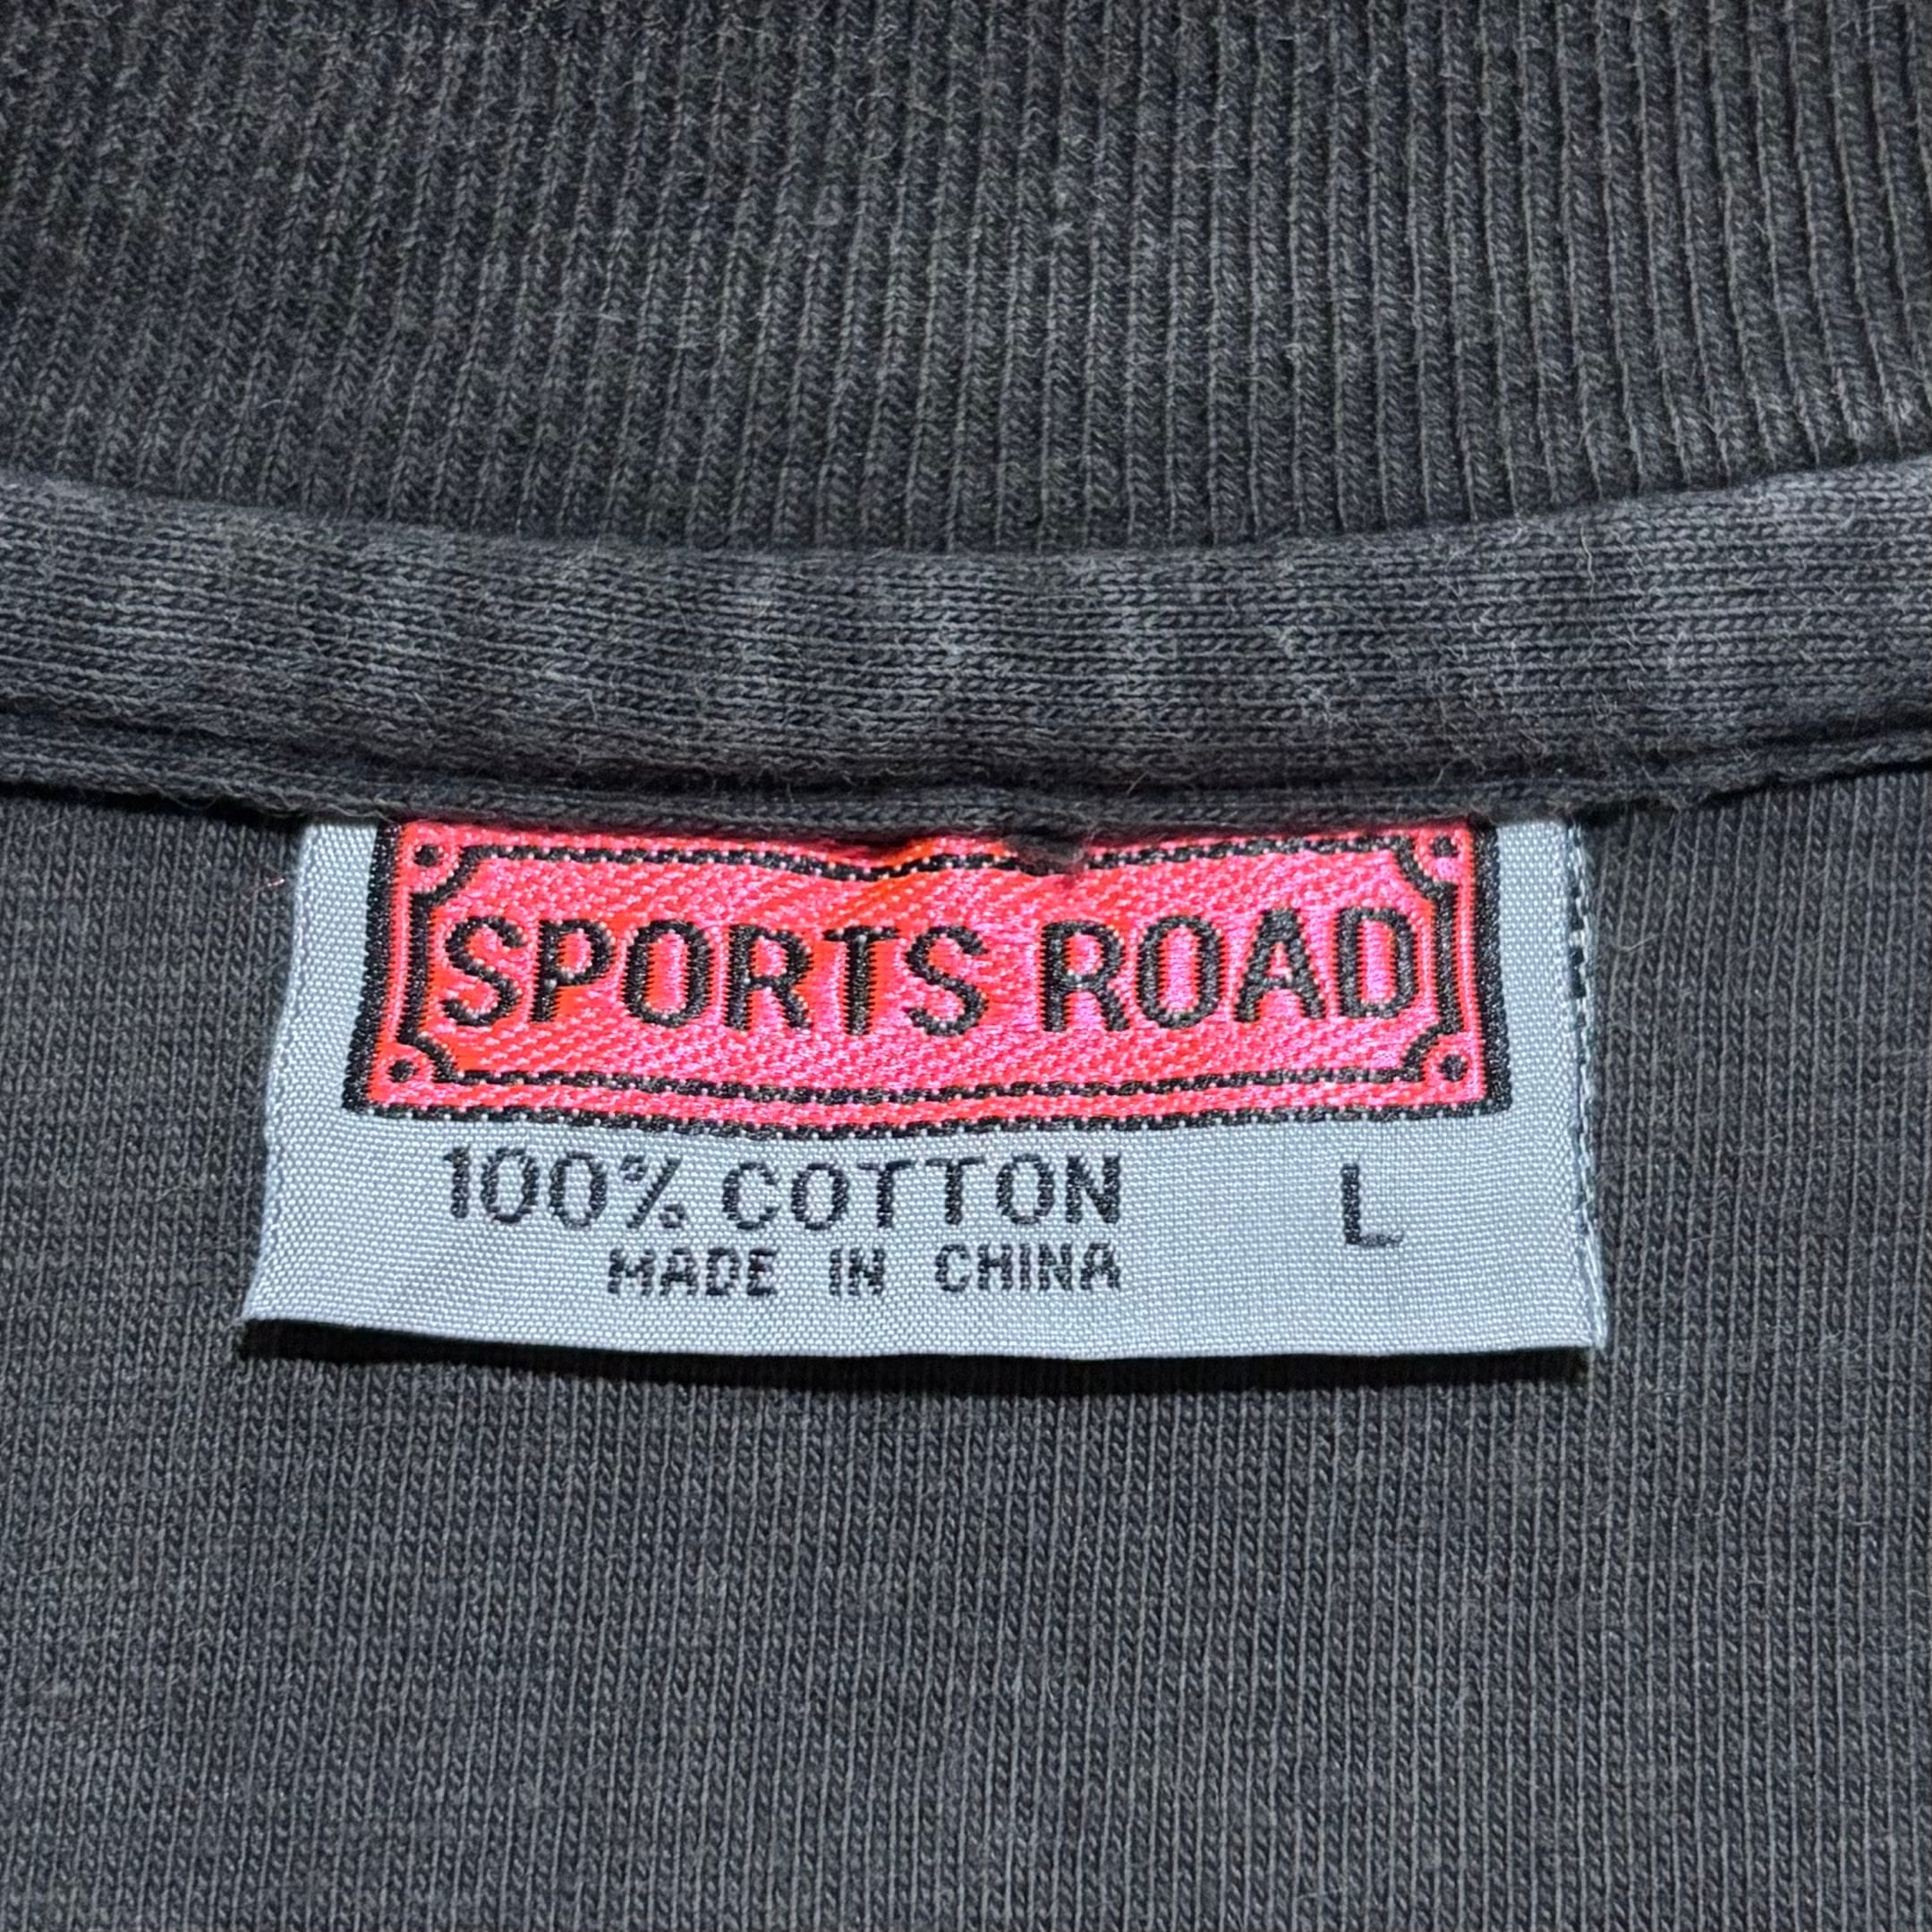 SPORTS ROAD
100% COTTON L
MADE IN CHINA